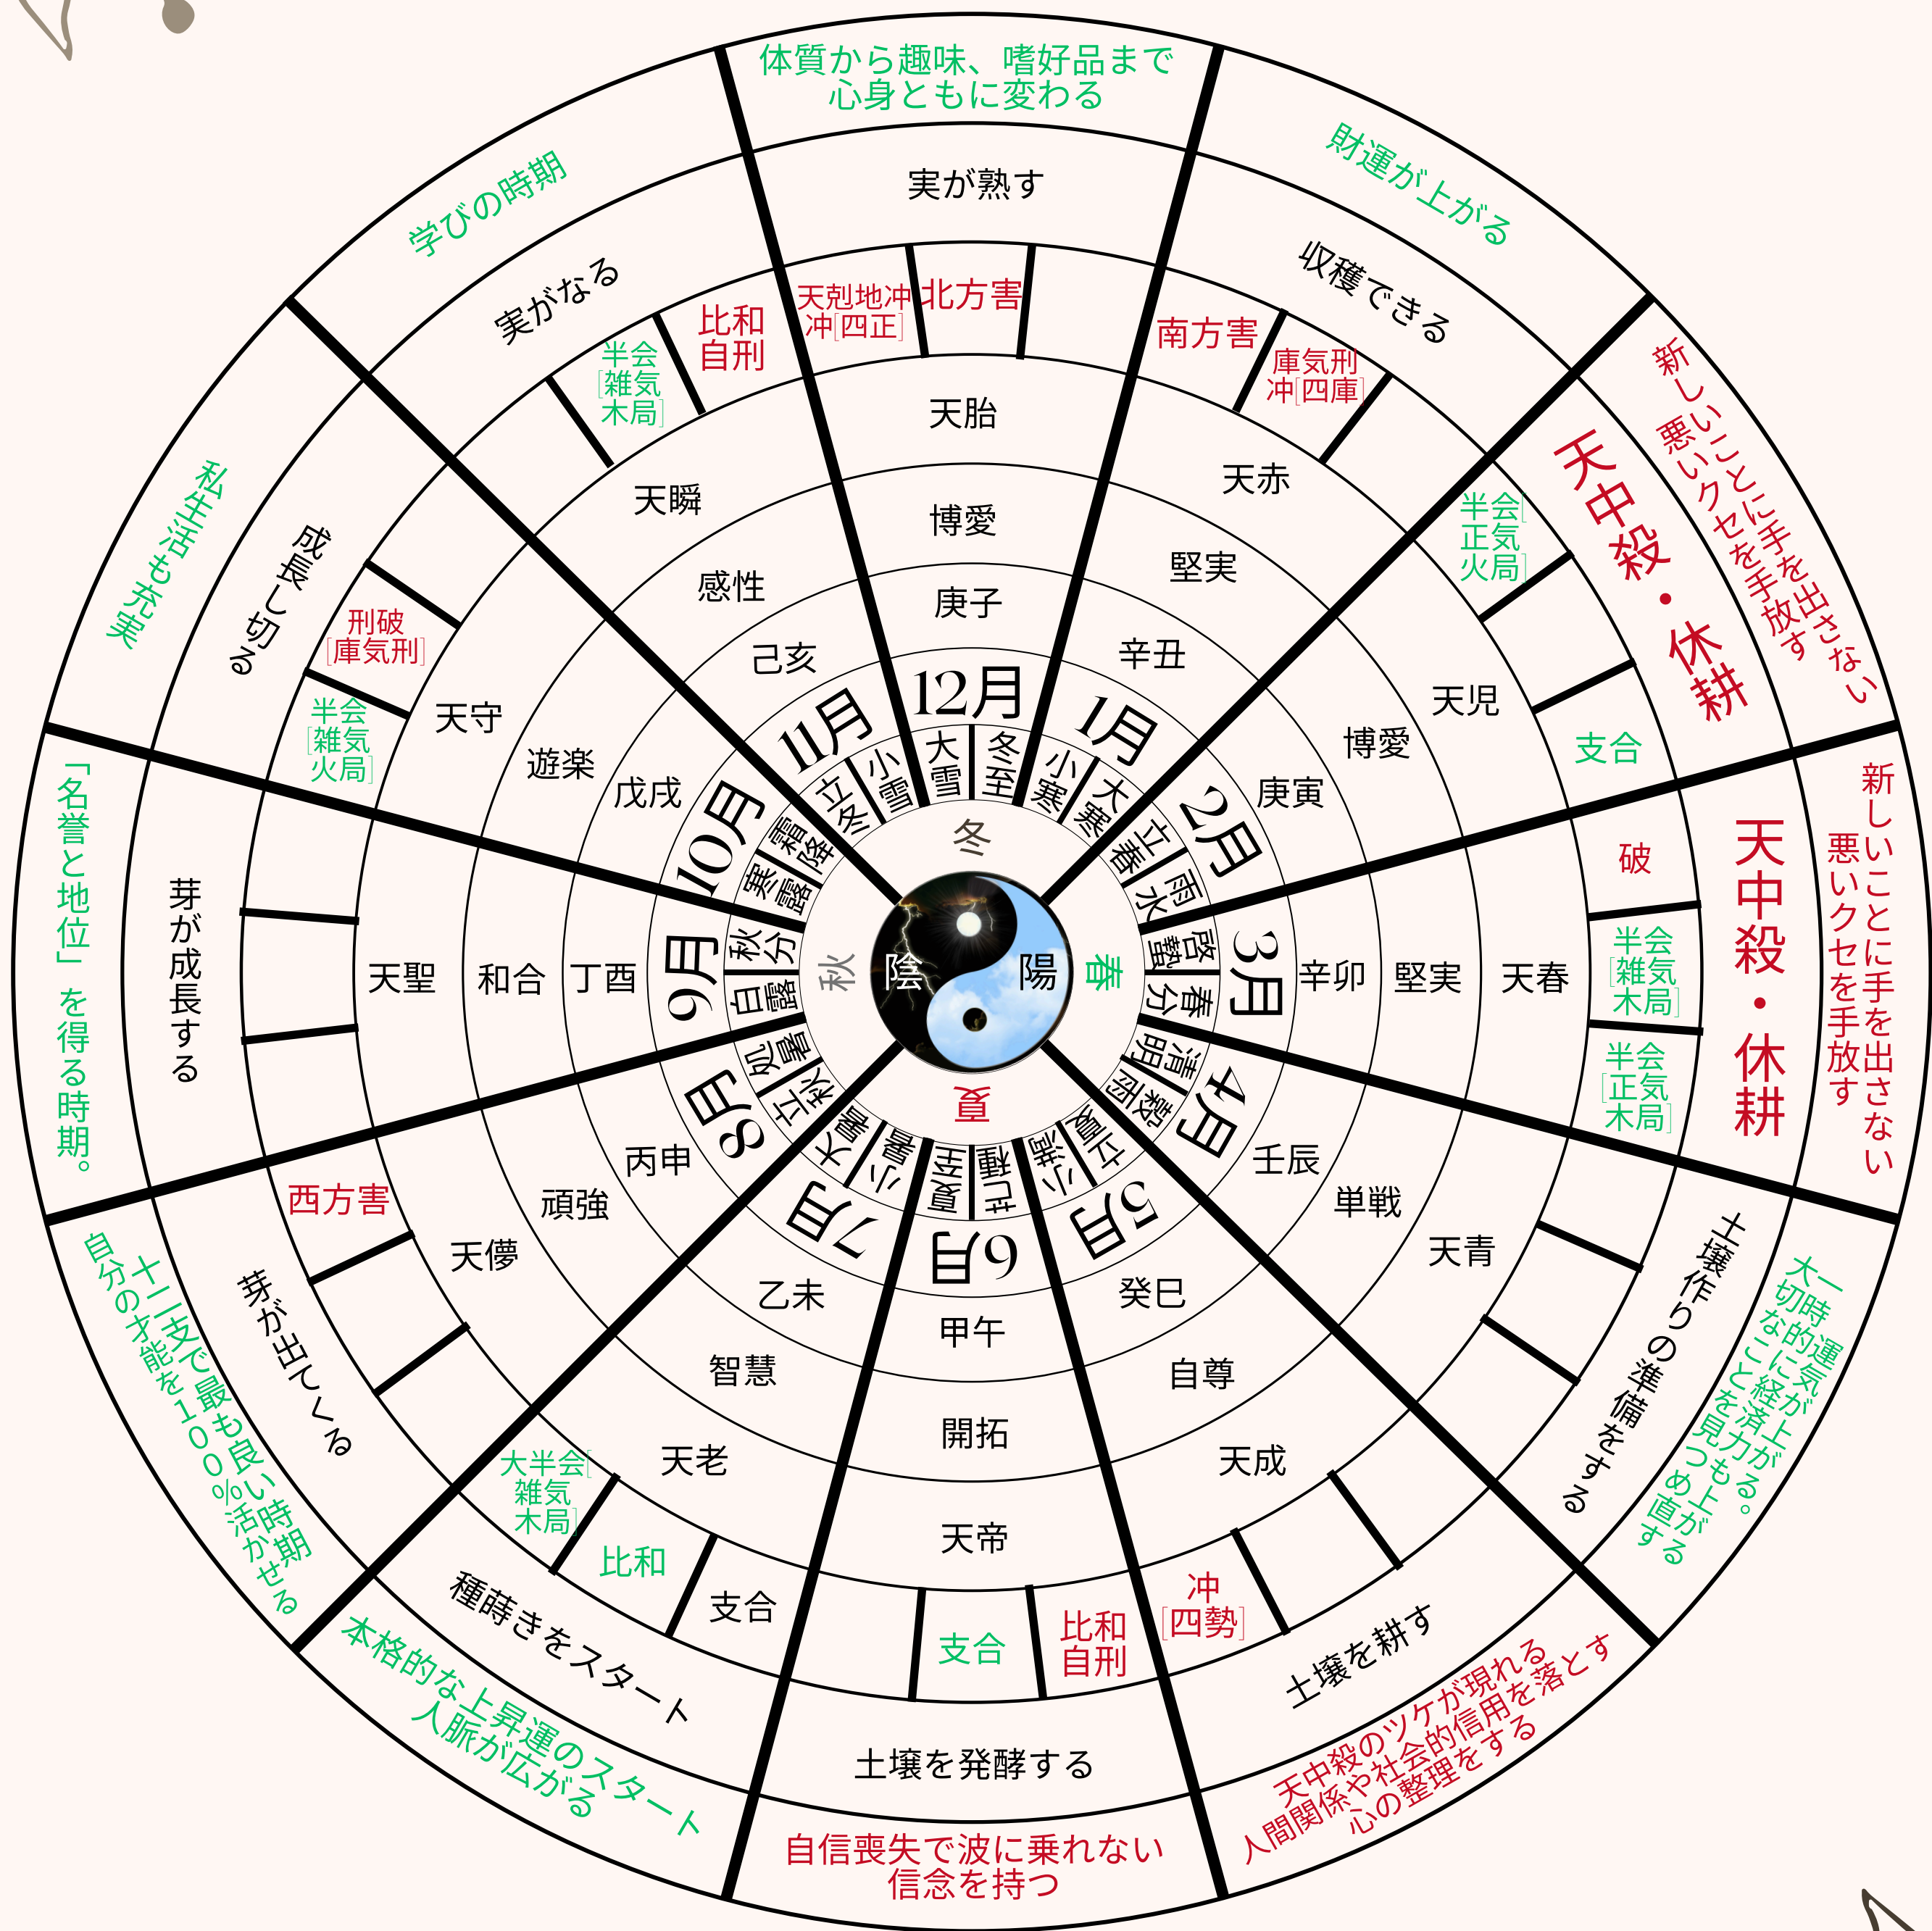 体質から趣味、嗜好品まで
心身ともに変わる
実が熟す
天剋地冲
冲[四正]
北方害
天胎
博愛
庚子
12月
大雪
冬至
財運が上がる
収穫できる
南方害
庫気刑
冲[四庫]
天赤
堅実
辛丑
1月
小寒
大寒
新しいことに手を出さない
悪いクセを手放す
天中殺・休耕
半会[
正気
火局]
支合
天児
博愛
庚寅
2月
立春
雨水
新しいことに手を出さない
悪いクセを手放す
天中殺・休耕
破
半会
[雑気
木局]
半会
[正気
木局]
天春
堅実
辛卯
3月
啓蟄
春分
一時的運気が上がる。
大切なに経済力も上がる
なことを見つめ直す
土壌作りの準備をする
天青
単戦
壬辰
4月
清明
穀雨
天中殺のツケが現れる
人間関係や社会的信用を落とす
心の整理をする
土壌を耕す
冲
[四勢]
天成
自尊
癸巳
5月
立夏
小満
自信喪失で波に乗れない
信念を持つ
土壌を発酵する
比和
自刑
支合
天帝
開拓
甲午
6月
芒種
夏至
本格的な上昇運のスタート
人脈が広がる
種蒔きをスタート
支合
比和
大半会[
雑気
木局]
天老
智慧
乙未
7月
小暑
大暑
十二支で最も良い時期
自分の才能を100%活かせる
芽が出てくる
西方害
天儚
頑強
丙申
8月
立秋
処暑
「名誉と地位」を得る時期。
芽が成長する
天聖
和合
丁酉
9月
白露
秋分
私生活も充実
成長し切る
刑破
[庫気刑]
半会
[雑気
火局]
天守
遊楽
戊戌
10月
寒露
霜降
学びの時期
実がなる
半会
[雑気
木局]
比和
自刑
天瞬
感性
己亥
11月
立冬
小雪
冬
春
夏
秋
陰
陽